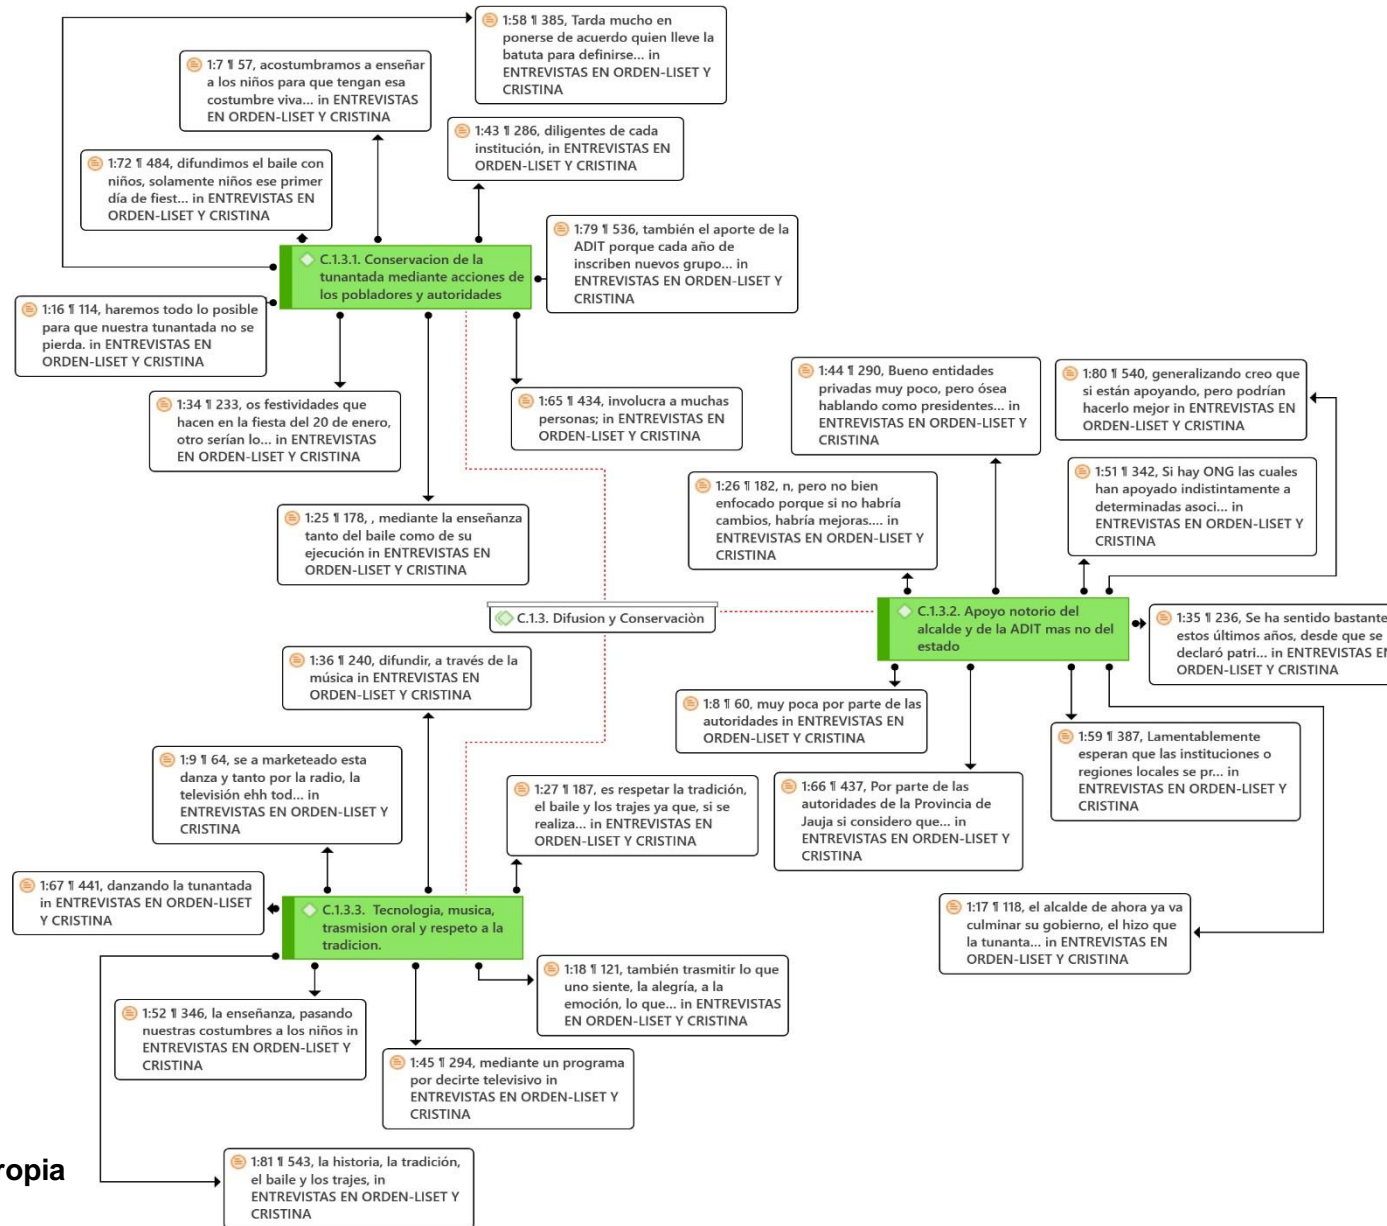 1:58 ¶ 385, Tarda mucho en
ponerse de acuerdo quien lleve la
batuta para definirse... in
ENTREVISTAS EN ORDEN-LISET Y
CRISTINA
1:7 ¶ 57, acostumbramos a enseñar
a los niños para que tengan esa
costumbre viva... in ENTREVISTAS
EN ORDEN-LISET Y CRISTINA
1:43 ¶ 286, diligentes de cada
institución, in ENTREVISTAS EN
ORDEN-LISET Y CRISTINA
1:72 ¶ 484, difundimos el baile con
niños, solamente niños ese primer
día de fiest... in ENTREVISTAS EN
ORDEN-LISET Y CRISTINA
1:79 ¶ 536, también el aporte de la
ADIT porque cada año de
inscriben nuevos grupo... in
ENTREVISTAS EN ORDEN-LISET Y
CRISTINA
C.1.3.1. Conservacion de la
tunantada mediante acciones de
los pobladores y autoridades
1:16 ¶ 114, haremos todo lo posible
para que nuestra tunantada no se
pierda. in ENTREVISTAS EN
ORDEN-LISET Y CRISTINA
1:34 ¶ 233, os festividades que
hacen en la fiesta del 20 de enero,
otro serían lo... in ENTREVISTAS
EN ORDEN-LISET Y CRISTINA
1:65 ¶ 434, involucra a muchas
personas; in ENTREVISTAS EN
ORDEN-LISET Y CRISTINA
1:25 ¶ 178, , mediante la enseñanza
tanto del baile como de su
ejecución in ENTREVISTAS EN
ORDEN-LISET Y CRISTINA
1:44 ¶ 290, Bueno entidades
privadas muy poco, pero ósea
hablando como presidentes... in
ENTREVISTAS EN ORDEN-LISET Y
CRISTINA
1:80 ¶ 540, generalizando creo que
si están apoyando, pero podrían
hacerlo mejor in ENTREVISTAS EN
ORDEN-LISET Y CRISTINA
1:26 ¶ 182, n, pero no bien
enfocado porque si no habría
cambios, habría mejoras.... in
ENTREVISTAS EN ORDEN-LISET Y
CRISTINA
1:51 ¶ 342, Si hay ONG las cuales
han apoyado indistintamente a
determinadas asoci... in
ENTREVISTAS EN ORDEN-LISET Y
CRISTINA
C.1.3. Difusion y Conservaciòn
C.1.3.2. Apoyo notorio del
alcalde y de la ADIT mas no del
estado
1:35 ¶ 236, Se ha sentido bastante
estos últimos años, desde que se
declaró patri... in ENTREVISTAS EN
ORDEN-LISET Y CRISTINA
1:36 ¶ 240, difundir, a través de la
música in ENTREVISTAS EN
ORDEN-LISET Y CRISTINA
1:8 ¶ 60, muy poca por parte de las
autoridades in ENTREVISTAS EN
ORDEN-LISET Y CRISTINA
1:59 ¶ 387, Lamentablemente
esperan que las instituciones o
regiones locales se pr... in
ENTREVISTAS EN ORDEN-LISET Y
CRISTINA
1:9 ¶ 64, se a marketeado esta
danza y tanto por la radio, la
televisión ehh tod... in
ENTREVISTAS EN ORDEN-LISET Y
CRISTINA
1:27 ¶ 187, es respetar la tradición,
el baile y los trajes ya que, si se
realiza... in ENTREVISTAS EN
ORDEN-LISET Y CRISTINA
1:66 ¶ 437, Por parte de las
autoridades de la Provincia de
Jauja si considero que... in
ENTREVISTAS EN ORDEN-LISET Y
CRISTINA
1:67 ¶ 441, danzando la tunantada
in ENTREVISTAS EN ORDEN-LISET
Y CRISTINA
C.1.3.3. Tecnologia, musica,
trasmision oral y respeto a la
tradicion.
1:17 ¶ 118, el alcalde de ahora ya va
culminar su gobierno, el hizo que
la tunanta... in ENTREVISTAS EN
ORDEN-LISET Y CRISTINA
1:18 ¶ 121, también trasmitir lo que
uno siente, la alegría, a la
emoción, lo que... in ENTREVISTAS
EN ORDEN-LISET Y CRISTINA
1:52 ¶ 346, la enseñanza, pasando
nuestras costumbres a los niños in
ENTREVISTAS EN ORDEN-LISET Y
CRISTINA
1:45 ¶ 294, mediante un programa
por decirte televisivo in
ENTREVISTAS EN ORDEN-LISET Y
CRISTINA
ropia
1:81 ¶ 543, la historia, la tradición,
el baile y los trajes, in
ENTREVISTAS EN ORDEN-LISET Y
CRISTINA